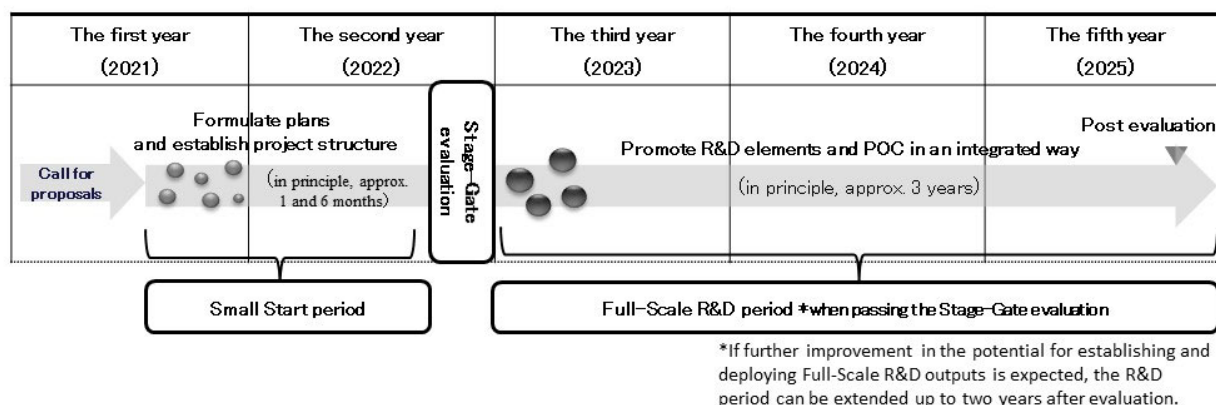 The first year
(2021)
The second year
(2022)
The third year
(2023)
The fourth year
(2024)
The fifth year
(2025)
Call for
proposals
Formulate plans
and establish project structure
(in principle, approx.
1 and 6 months)
Stage-Gate
evaluation
Promote R&D elements and POC in an integrated way
(in principle, approx. 3 years)
Post evaluation
Small Start period
Full-Scale R&D period *when passing the Stage-Gate evaluation
*If further improvement in the potential for establishing and
deploying Full-Scale R&D outputs is expected, the R&D
period can be extended up to two years after evaluation.